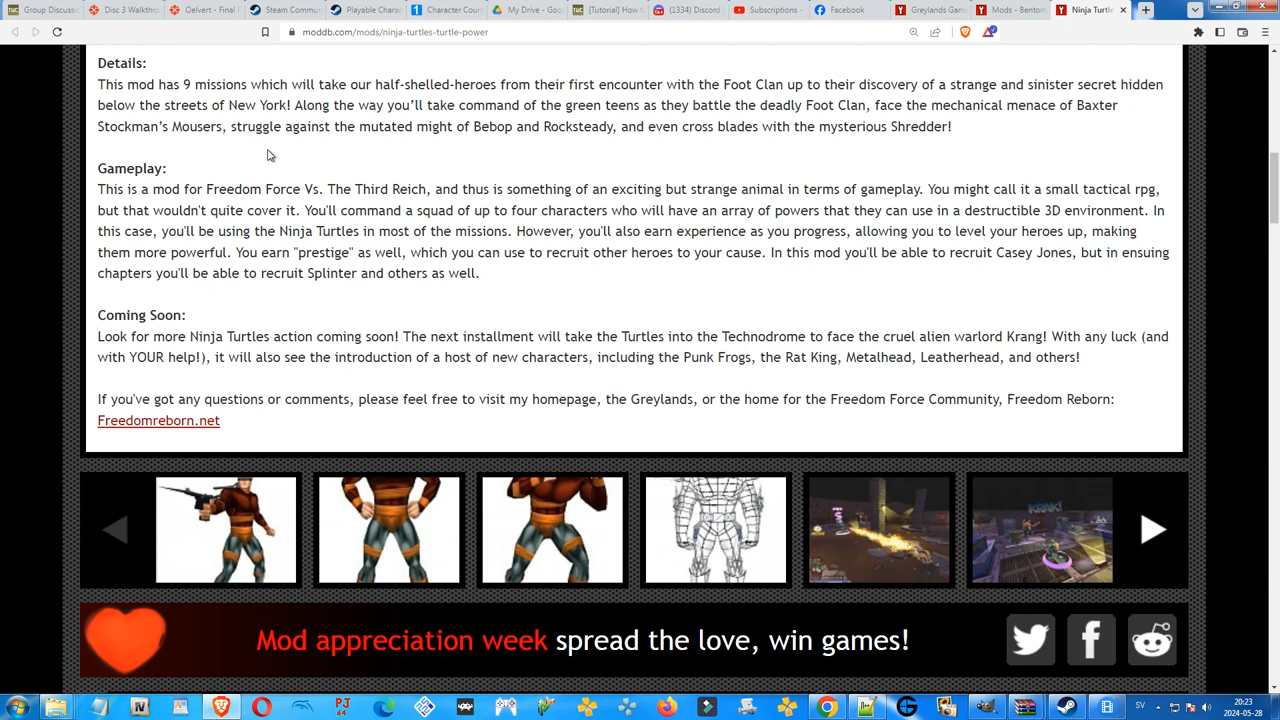 Group Discuss
Disc 3 Walkthro
Oelvert - Final
Steam Commun
Playable Charac
Character Court
My Drive - Goo
[Tutorial] How t
(1334) Discord
Subscriptions -
Facebook
Greylands Game
Mods - Benton
Ninja Turtle
moddb.com/mods/ninja-turtles-turtle-power
Details:
This mod has 9 missions which will take our half-shelled-heroes from their first encounter with the Foot Clan up to their discovery of a strange and sinister secret hidden
below the streets of New York! Along the way you’ll take command of the green teens as they battle the deadly Foot Clan, face the mechanical menace of Baxter
Stockman’s Mousers, struggle against the mutated might of Bebop and Rocksteady, and even cross blades with the mysterious Shredder!
Gameplay:
This is a mod for Freedom Force Vs. The Third Reich, and thus is something of an exciting but strange animal in terms of gameplay. You might call it a small tactical rpg,
but that wouldn't quite cover it. You'll command a squad of up to four characters who will have an array of powers that they can use in a destructible 3D environment. In
this case, you'll be using the Ninja Turtles in most of the missions. However, you'll also earn experience as you progress, allowing you to level your heroes up, making
them more powerful. You earn "prestige" as well, which you can use to recruit other heroes to your cause. In this mod you'll be able to recruit Casey Jones, but in ensuing
chapters you'll be able to recruit Splinter and others as well.
Coming Soon:
Look for more Ninja Turtles action coming soon! The next installment will take the Turtles into the Technodrome to face the cruel alien warlord Krang! With any luck (and
with YOUR help!), it will also see the introduction of a host of new characters, including the Punk Frogs, the Rat King, Metalhead, Leatherhead, and others!
If you've got any questions or comments, please feel free to visit my homepage, the Greylands, or the home for the Freedom Force Community, Freedom Reborn:
Freedomreborn.net
Mod appreciation week spread the love, win games!
SV
20:23
2024-05-28